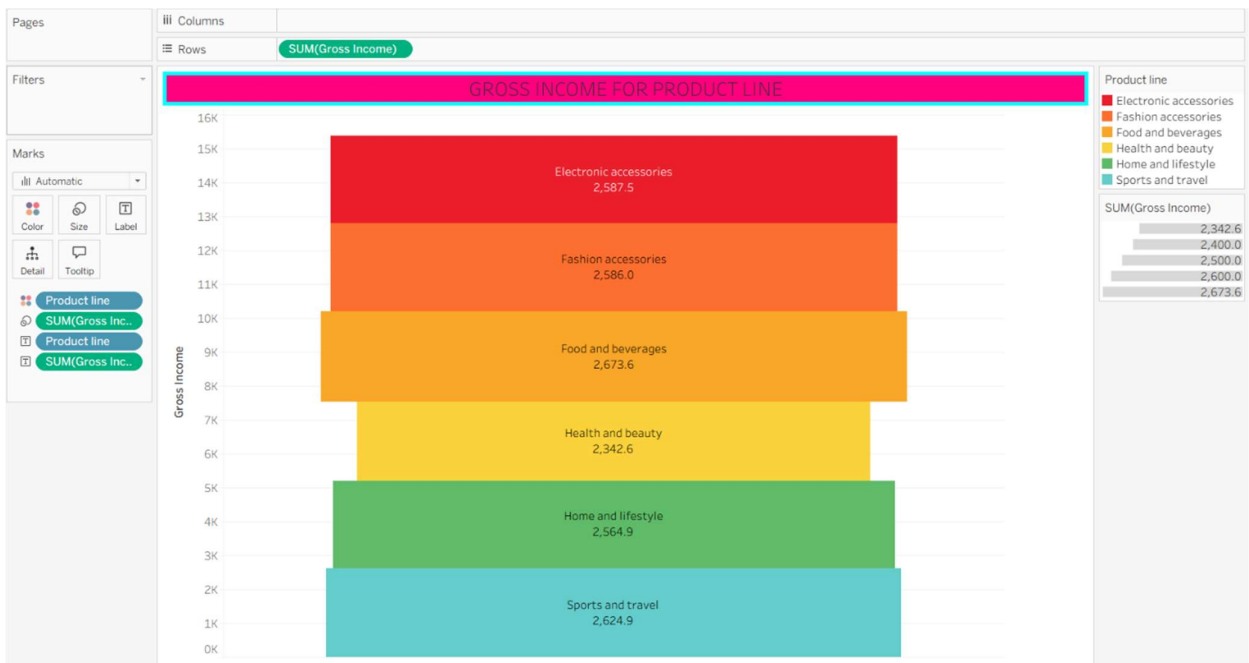 Pages
Columns
Rows
SUM(Gross Income)
Filters
Marks
Automatic
Color
Size
Label
Detail
Tooltip
Product line
SUM(Gross Inc..
Product line
SUM(Gross Inc..
GROSS INCOME FOR PRODUCT LINE
Gross Income
16K
15K
14K
13K
12K
11K
10K
9K
8K
7K
6K
5K
4K
3K
2K
1K
0K
Electronic accessories
2,587.5
Fashion accessories
2,586.0
Food and beverages
2,673.6
Health and beauty
2,342.6
Home and lifestyle
2,564.9
Sports and travel
2,624.9
Product line
Electronic accessories
Fashion accessories
Food and beverages
Health and beauty
Home and lifestyle
Sports and travel
SUM(Gross Income)
2,342.6
2,400.0
2,500.0
2,600.0
2,673.6